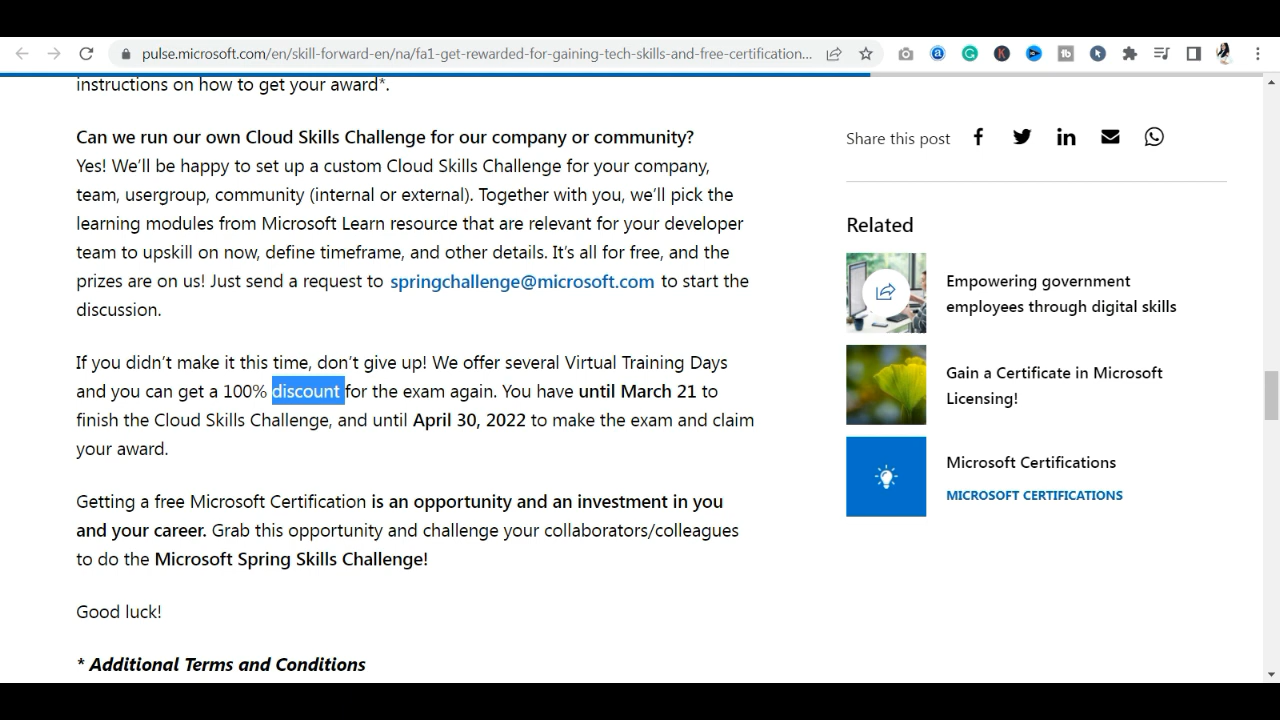 pulse.microsoft.com/en/skill-forward-en/na/fa1-get-rewarded-for-gaining-tech-skills-and-free-certification...
instructions on how to get your award*.
Can we run our own Cloud Skills Challenge for our company or community?
Yes! We’ll be happy to set up a custom Cloud Skills Challenge for your company,
team, usergroup, community (internal or external). Together with you, we’ll pick the
learning modules from Microsoft Learn resource that are relevant for your developer
team to upskill on now, define timeframe, and other details. It’s all for free, and the
prizes are on us! Just send a request to springchallenge@microsoft.com to start the
discussion.
If you didn’t make it this time, don’t give up! We offer several Virtual Training Days
and you can get a 100% discount for the exam again. You have until March 21 to
finish the Cloud Skills Challenge, and until April 30, 2022 to make the exam and claim
your award.
Getting a free Microsoft Certification is an opportunity and an investment in you
and your career. Grab this opportunity and challenge your collaborators/colleagues
to do the Microsoft Spring Skills Challenge!
Good luck!
* Additional Terms and Conditions
Share this post
Related
Empowering government
employees through digital skills
Gain a Certificate in Microsoft
Licensing!
Microsoft Certifications
MICROSOFT CERTIFICATIONS